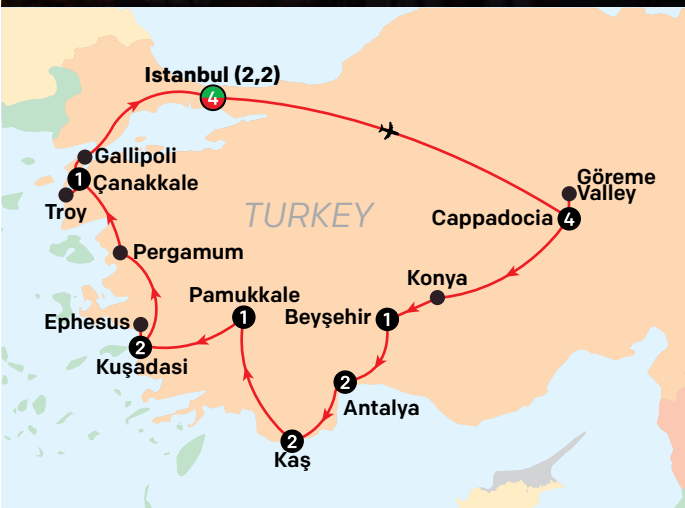 Istanbul (2,2)
4
Gallipoli
1
Çanakkale
Troy
Göreme
Valley
TURKEY
Cappadocia
4
Pergamum
Konya
Pamukkale
1
Beyşehir
1
Ephesus
2
Kuşadasi
2
Antalya
2
Kaş